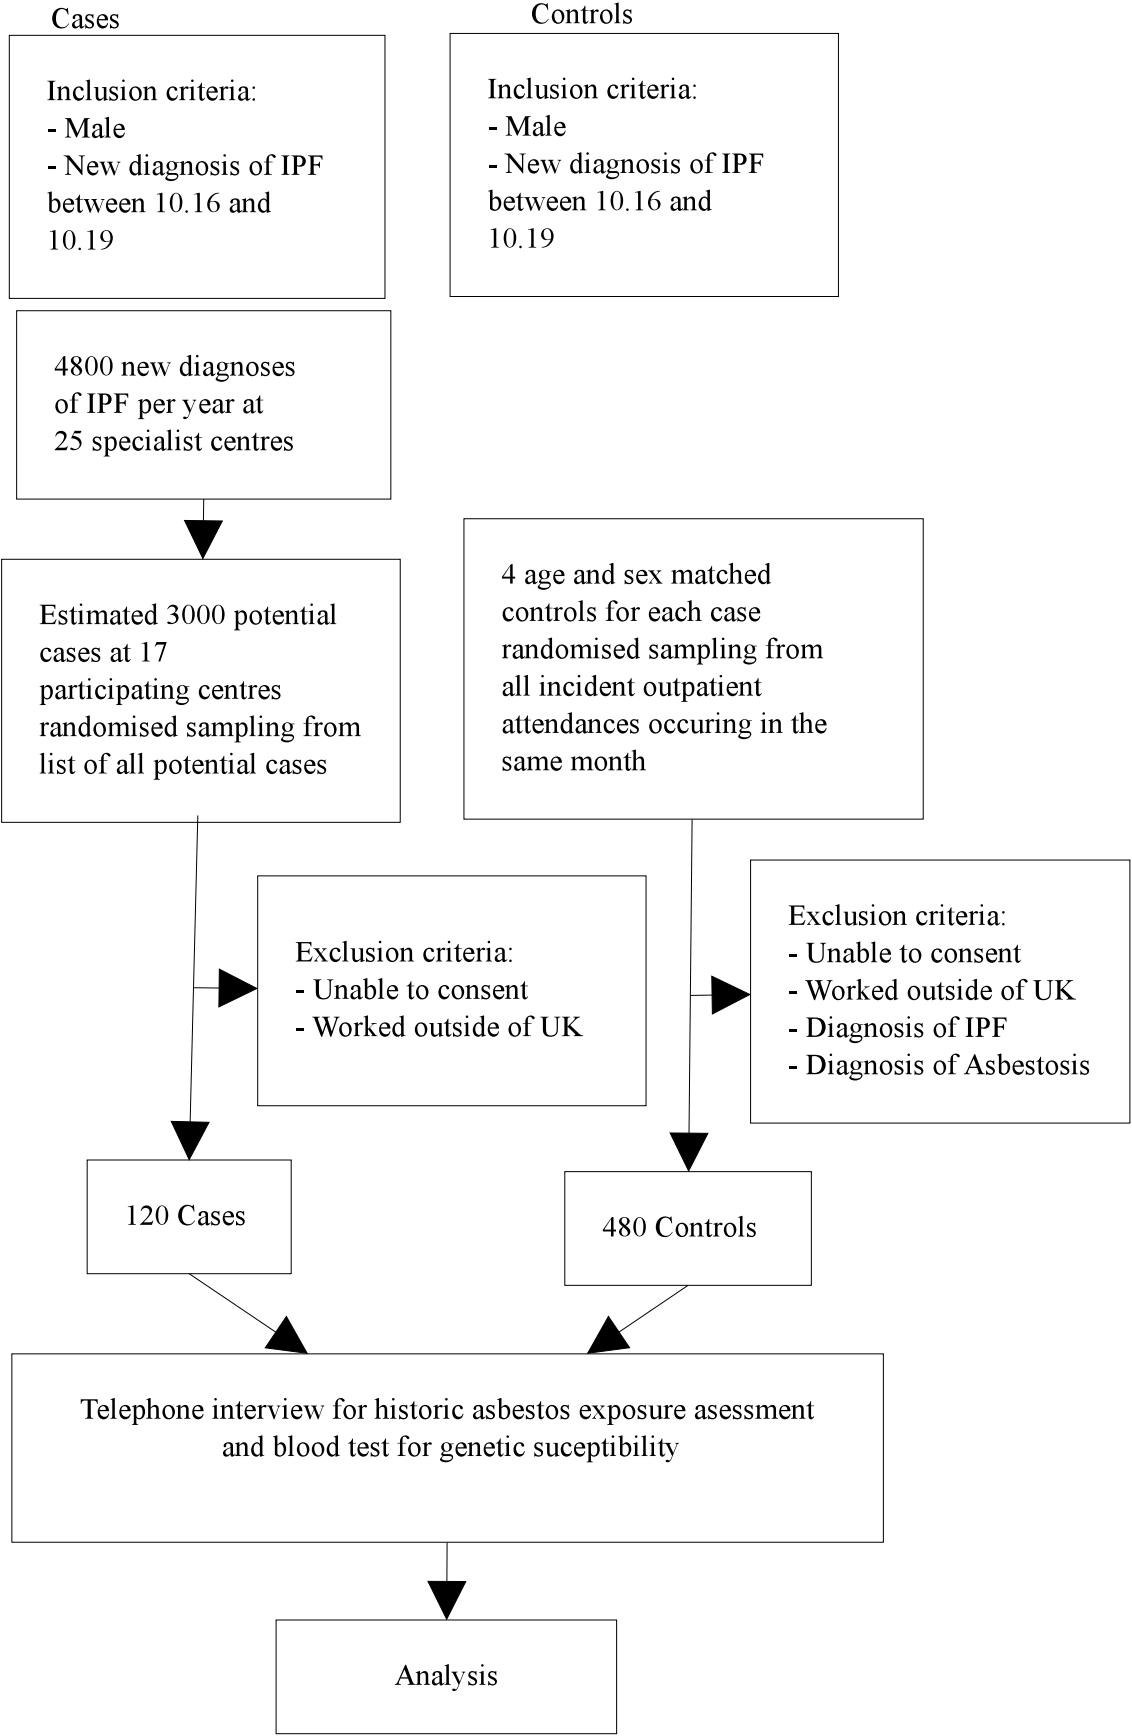 Cases
Inclusion criteria:
- Male
- New diagnosis of IPF
between 10.16 and
10.19
Controls
Inclusion criteria:
- Male
- New diagnosis of IPF
between 10.16 and
10.19
4800 new diagnoses
of IPF per year at
25 specialist centres
Estimated 3000 potential
cases at 17
participating centres
randomised sampling from
list of all potential cases
4 age and sex matched
controls for each case
randomised sampling from
all incident outpatient
attendances occuring in the
same month
Exclusion criteria:
- Unable to consent
- Worked outside of UK
Exclusion criteria:
- Unable to consent
- Worked outside of UK
- Diagnosis of IPF
- Diagnosis of Asbestosis
120 Cases
480 Controls
Telephone interview for historic asbestos exposure asessment
and blood test for genetic suceptibility
Analysis